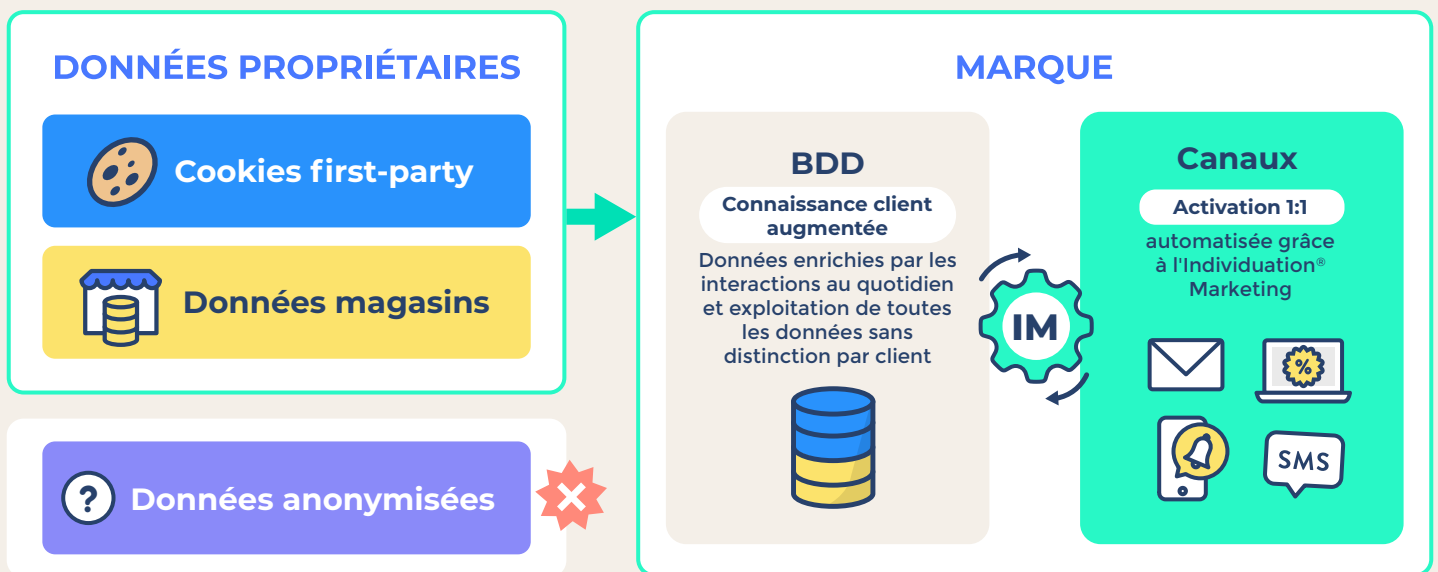 DONNÉES PROPRIÉTAIRES
Cookies first-party
Données magasins
? Données anonymisées
MARQUE
BDD
Connaissance client
augmentée
Données enrichies par les
interactions au quotidien
et exploitation de toutes
les données sans
distinction par client
IM
Canaux
Activation 1:1
automatisée grâce
à l'Individuation®
Marketing
%
SMS